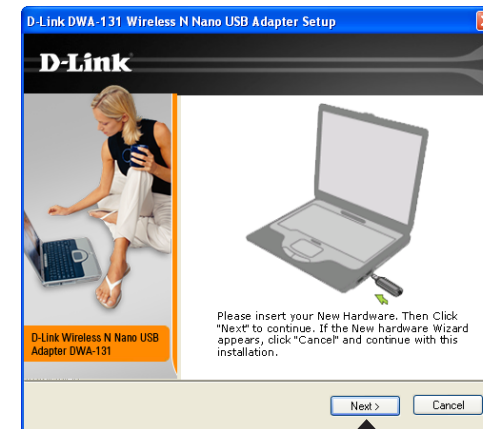 D-Link DWA-131 Wireless N Nano USB Adapter Setup
D-Link
Please insert your New Hardware. Then Click
"Next" to continue. If the New hardware Wizard
appears, click "Cancel" and continue with this
installation.
D-Link Wireless N Nano USB
Adapter DWA-131
Next >
Cancel